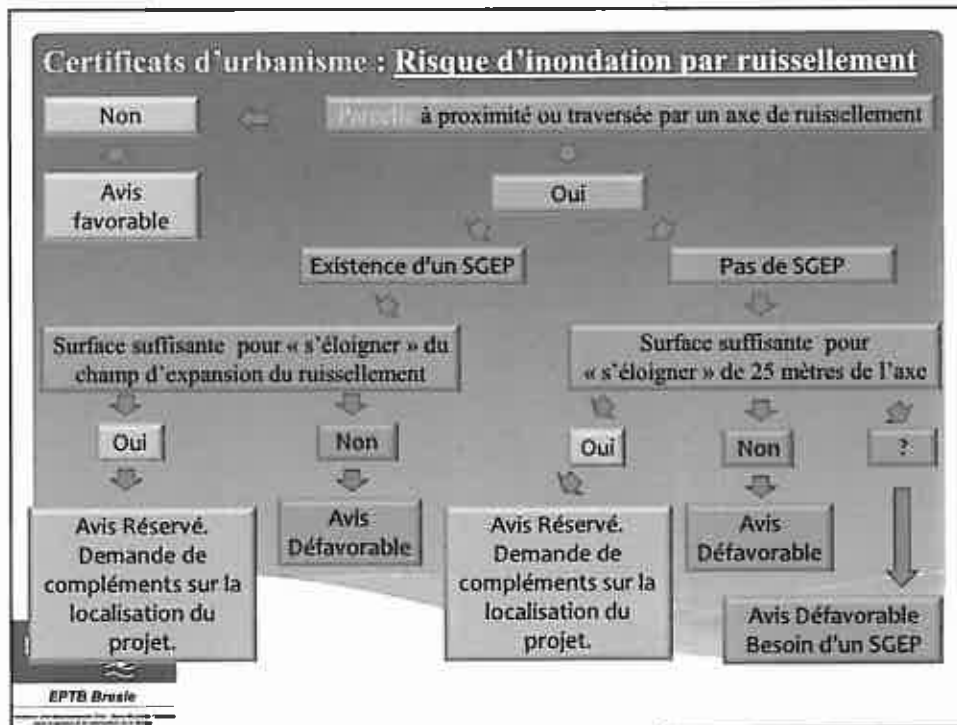 Certificats d'urbanisme : Risque d'inondation par ruissellement
Non
Parcelle à proximité ou traversée par un axe de ruissellement
Avis
favorable
Oui
Existence d'un SGEP
Pas de SGEP
Surface suffisante pour « s'éloigner » du
champ d'expansion du ruissellement
Surface suffisante pour
« s'éloigner » de 25 mètres de l'axe
Oui
Non
Oui
Non
?
Avis Réservé.
Demande de
compléments sur la
localisation du
projet.
Avis
Défavorable
Avis Réservé.
Demande de
compléments sur la
localisation du
projet.
Avis
Défavorable
Avis Défavorable
Besoin d'un SGEP
EPTB Bresle